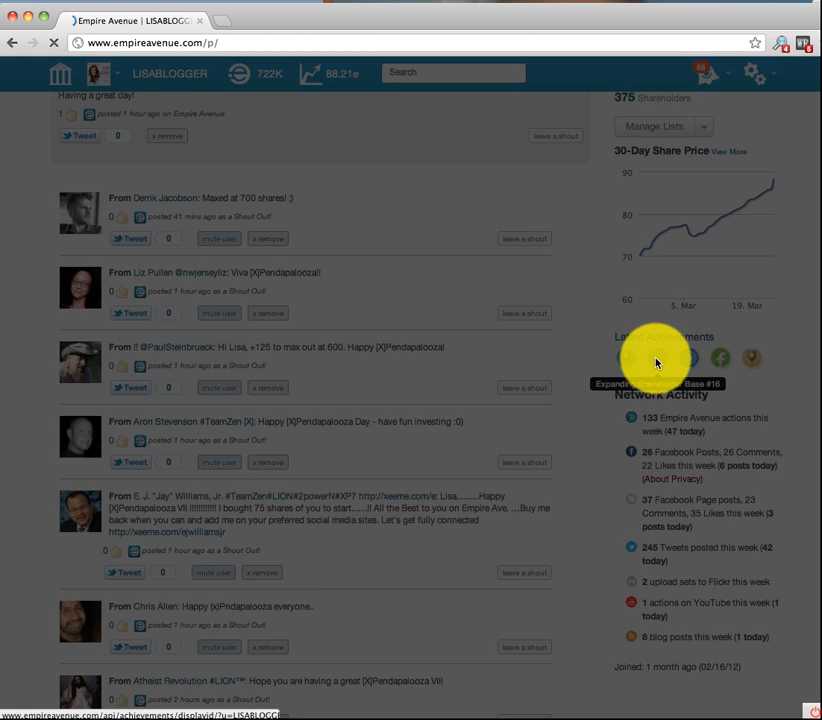 Empire Avenue | LISABLOGG
www.empireavenue.com/p/
LISABLOGGER 722K 88.21e Search 58
Having a great day!
1 posted 1 hour ago on Empire Avenue
Tweet 0 x remove leave a shout
From Derrik Jacobson: Maxed at 700 shares! ;)
0 posted 41 mins ago as a Shout Out!
Tweet 0 mute user x remove leave a shout
From Liz Pullen @nwjerseyliz: Viva [X]Pendapalooza!!
0 posted 1 hour ago as a Shout Out!
Tweet 0 mute user x remove leave a shout
From !! @PaulSteinbrueck: Hi Lisa, +125 to max out at 600. Happy [X]Pendapalooza!
0 posted 1 hour ago as a Shout Out!
Tweet 0 mute user x remove leave a shout
From Aron Stevenson #TeamZen [X]: Happy [X]Pendapalooza Day - have fun investing :0)
0 posted 1 hour ago as a Shout Out!
Tweet 0 mute user x remove leave a shout
From E. J. "Jay" Williams, Jr. #TeamZen#LION#2powerN#XP7 http://xeeme.com/e: Lisa..........Happy
[X]Pendapalooza VII !!!!!!!!!!!! I bought 75 shares of you to start.......!! All the Best to you on Empire Ave. ...Buy me
back when you can and add me on your preferred social media sites. Let's get fully connected
http://xeeme.com/ejwilliamsjr
0 posted 1 hour ago as a Shout Out!
Tweet 0 mute user x remove leave a shout
From Chris Allen: Happy (x)Pndapalooza everyone..
0 posted 1 hour ago as a Shout Out!
Tweet 0 mute user x remove leave a shout
From Atheist Revolution #LION™: Hope you are having a great [X]Pendapalooza VII!
0 posted 2 hours ago as a Shout Out!
375 Shareholders
Manage Lists
30-Day Share Price View More
90
80
70
60
5. Mar 19. Mar
Latest Achievements
Expanding Shareholder Base #16
Network Activity
133 Empire Avenue actions this
week (47 today)
26 Facebook Posts, 26 Comments,
22 Likes this week (6 posts today)
(About Privacy)
37 Facebook Page posts, 23
Comments, 35 Likes this week (3
posts today)
245 Tweets posted this week (42
today)
2 upload sets to Flickr this week
1 actions on YouTube this week (1
today)
8 blog posts this week (1 today)
Joined: 1 month ago (02/16/12)
www.empireavenue.com/api/achievements/displayid/?u=LISABLOGGE